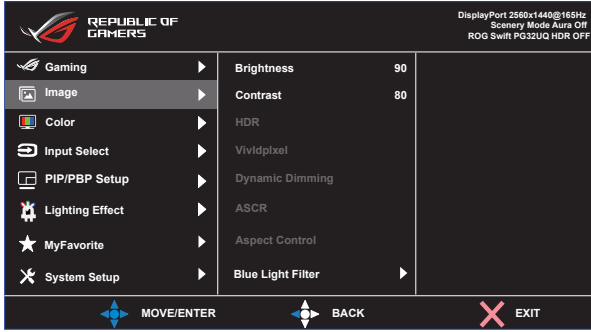 REPUBLIC OF
GAMERS
DisplayPort 2560x1440@165Hz
Scenery Mode Aura Off
ROG Swift PG32UQ HDR OFF
Gaming
Image
Color
Input Select
PIP/PBP Setup
Lighting Effect
MyFavorite
System Setup
Brightness 90
Contrast 80
HDR
VivIdpIxel
Dynamic Dimming
ASCR
Aspect Control
Blue Light Filter
MOVE/ENTER
BACK
EXIT